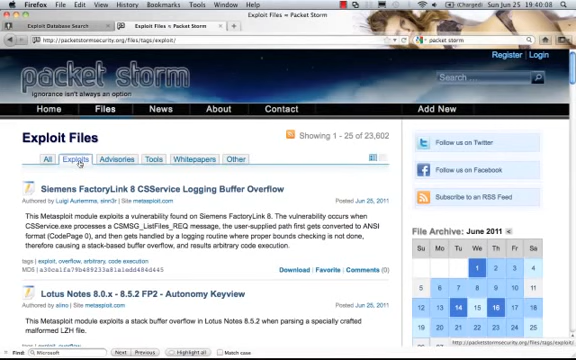 Firefox File Edit View History Bookmarks Tools Window Help (Charged) Sun Jun 25 19:40:08
Exploit Files ≈ Packet Storm
Exploit Database Search
Exploit Files ≈ Packet Storm
http://packetstormsecurity.org/files/tags/exploit/
packet storm
Register | Login
packet storm
ignorance isn't always an option
Search ...
Home Files News About Contact Add New
Exploit Files
Showing 1 - 25 of 23,602
All Exploits Advisories Tools Whitepapers Other
Siemens FactoryLink 8 CSService Logging Buffer Overflow
Authored by Luigi Auriemma, sinn3r | Site metasploit.com
Posted Jun 25, 2011
This Metasploit module exploits a vulnerability found on Siemens FactoryLink 8. The vulnerability occurs when
CSService.exe processes a CSMSG_ListFiles_REQ message, the user-supplied path first gets converted to ANSI
format (CodePage 0), and then gets handled by a logging routine where proper bounds checking is not done,
therefore causing a stack-based buffer overflow, and results arbitrary code execution.
tags | exploit, overflow, arbitrary, code execution
MD5 |
Download | Favorite | Comments (0)
Lotus Notes 8.0.x - 8.5.2 FP2 - Autonomy Keyview
Authored by alino | Site metasploit.com
Posted Jun 25, 2011
This Metasploit module exploits a stack buffer overflow in Lotus Notes 8.5.2 when parsing a specially crafted
malformed LZH file.
Follow us on Twitter
Follow us on Facebook
Subscribe to an RSS Feed
File Archive: June 2011 <
Su Mo Tu We Th Fr Sa
1 2 3 4
5 6 7 8 9 10 11
12 13 14 15 16 17 18
19 20 21 22 23 24 25
http://packetstormsecurity.org/files/tags/exploit/
Find: Microsoft Next Previous Highlight all Match case